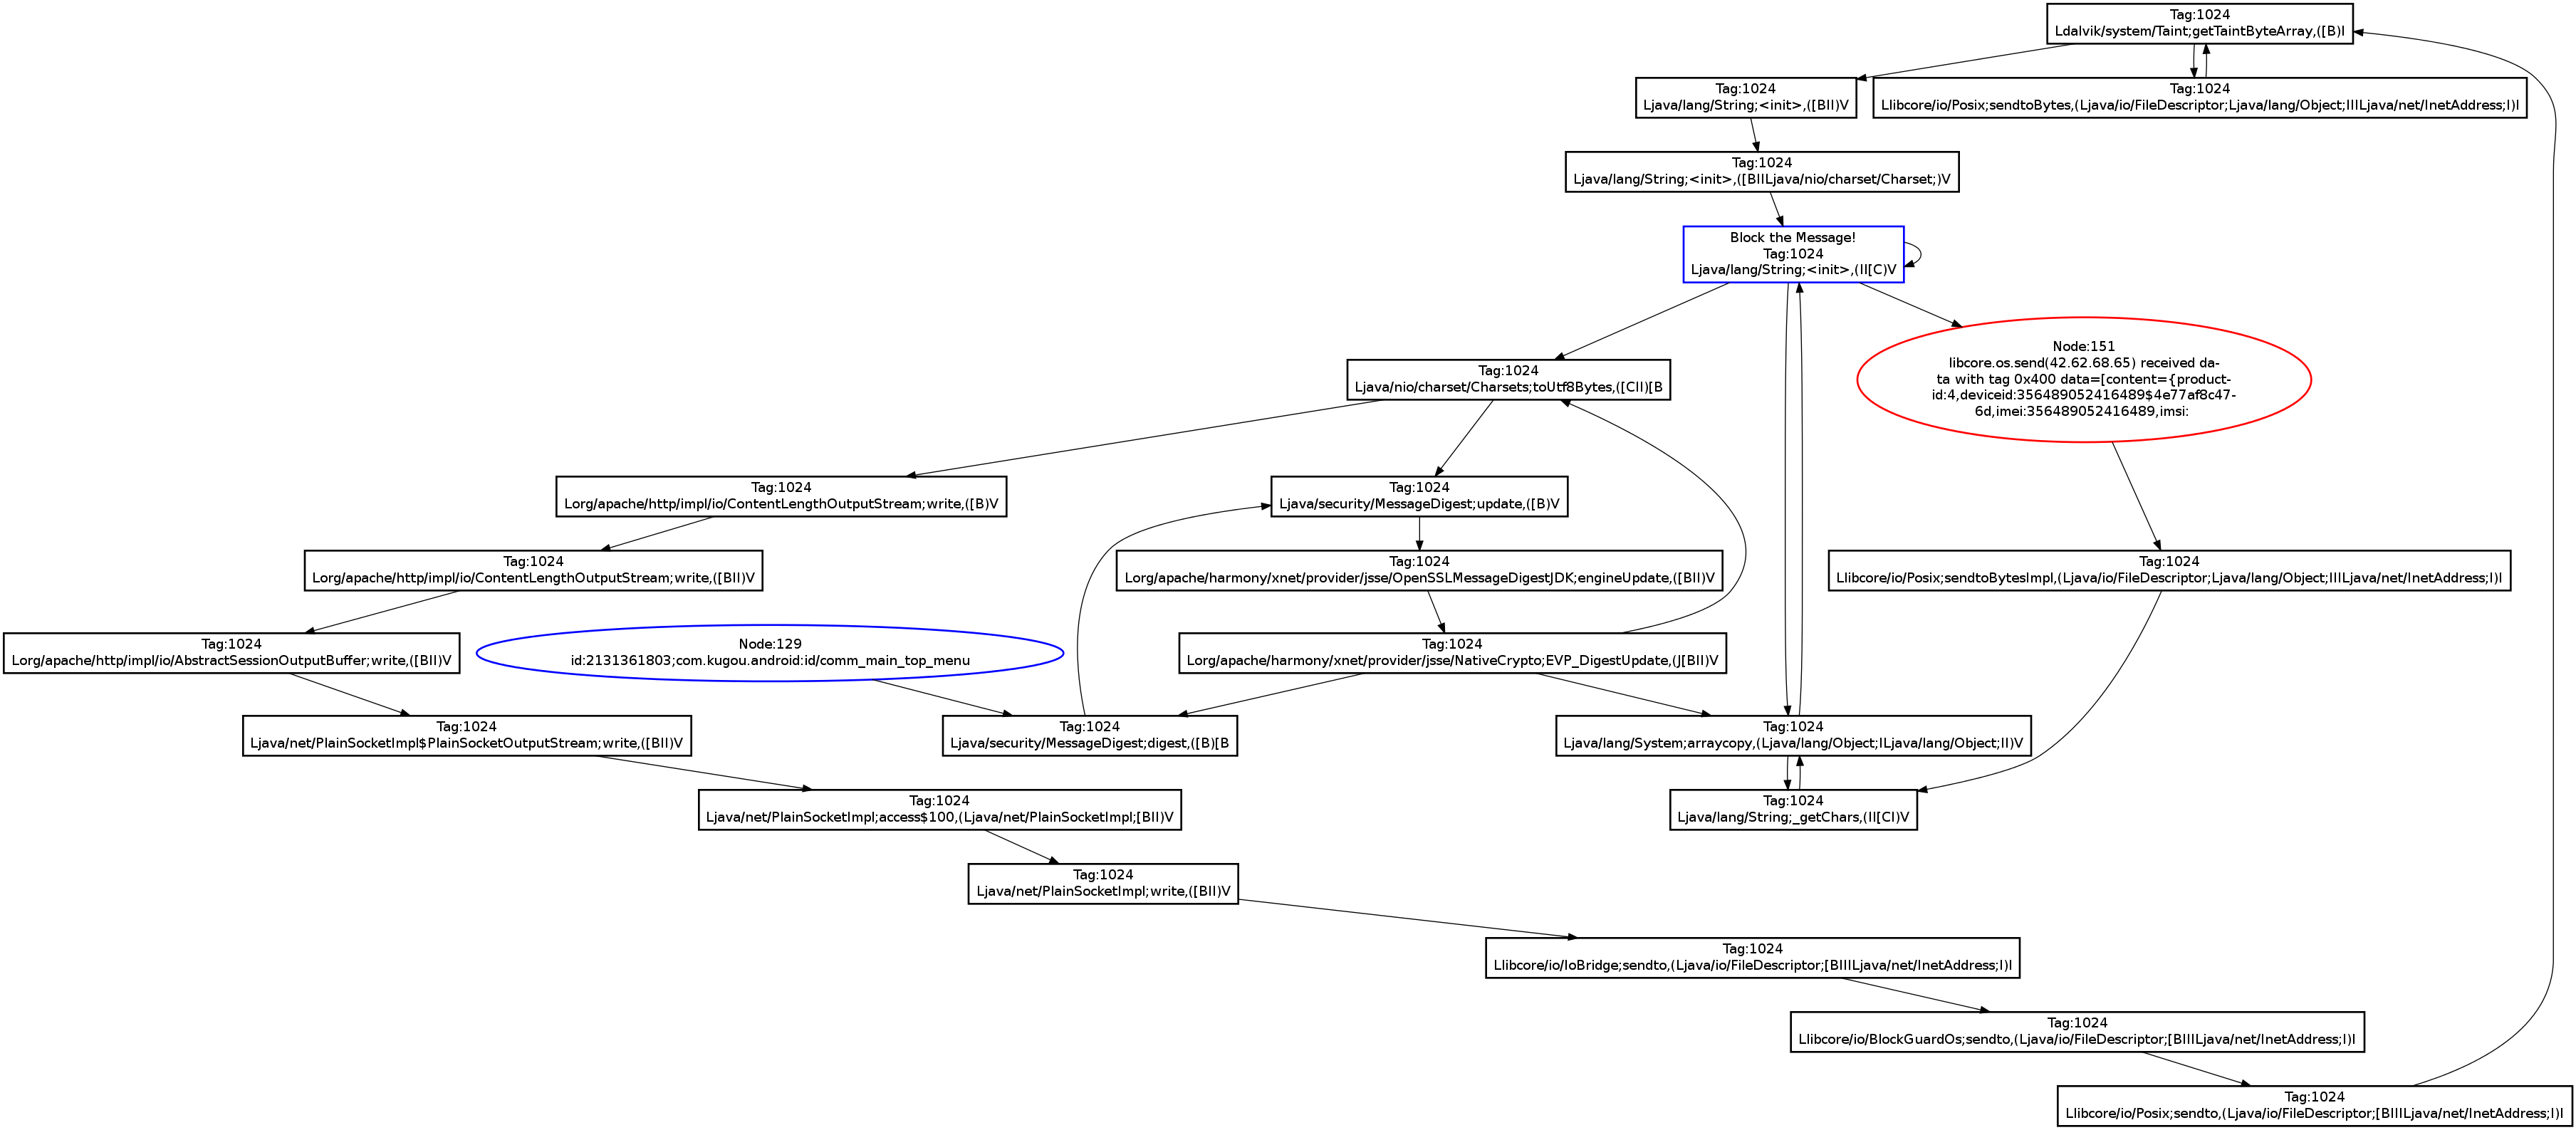 Tag:1024
Ldalvik/system/Taint;getTaintByteArray,([B)I
Tag:1024
Ljava/lang/String;<init>,([BII)V
Tag:1024
Llibcore/io/Posix;sendtoBytes,(Ljava/io/FileDescriptor;Ljava/lang/Object;IIILjava/net/InetAddress;I)I
Tag:1024
Ljava/lang/String;<init>,([BIILjava/nio/charset/Charset;)V
Block the Message!
Tag:1024
Ljava/lang/String;<init>,(II[C)V
Tag:1024
Ljava/nio/charset/Charsets;toUtf8Bytes,([CII)[B
Node:151
libcore.os.send(42.62.68.65) received da-
ta with tag 0x400 data=[content={product-
id:4,deviceid:356489052416489$4e77af8c47-
6d,imei:356489052416489,imsi:
Tag:1024
Lorg/apache/http/impl/io/ContentLengthOutputStream;write,([B)V
Tag:1024
Ljava/security/MessageDigest;update,([B)V
Tag:1024
Lorg/apache/http/impl/io/ContentLengthOutputStream;write,([BII)V
Tag:1024
Lorg/apache/harmony/xnet/provider/jsse/OpenSSLMessageDigestJDK;engineUpdate,([BII)V
Tag:1024
Llibcore/io/Posix;sendtoBytesImpl,(Ljava/io/FileDescriptor;Ljava/lang/Object;IIILjava/net/InetAddress;I)I
Tag:1024
Lorg/apache/http/impl/io/AbstractSessionOutputBuffer;write,([BII)V
Node:129
id:2131361803;com.kugou.android:id/comm_main_top_menu
Tag:1024
Lorg/apache/harmony/xnet/provider/jsse/NativeCrypto;EVP_DigestUpdate,(J[BII)V
Tag:1024
Ljava/net/PlainSocketImpl$PlainSocketOutputStream;write,([BII)V
Tag:1024
Ljava/security/MessageDigest;digest,([B)[B
Tag:1024
Ljava/lang/System;arraycopy,(Ljava/lang/Object;ILjava/lang/Object;II)V
Tag:1024
Ljava/net/PlainSocketImpl;access$100,(Ljava/net/PlainSocketImpl;[BII)V
Tag:1024
Ljava/lang/String;_getChars,(II[CI)V
Tag:1024
Ljava/net/PlainSocketImpl;write,([BII)V
Tag:1024
Llibcore/io/IoBridge;sendto,(Ljava/io/FileDescriptor;[BIIILjava/net/InetAddress;I)I
Tag:1024
Llibcore/io/BlockGuardOs;sendto,(Ljava/io/FileDescriptor;[BIIILjava/net/InetAddress;I)I
Tag:1024
Llibcore/io/Posix;sendto,(Ljava/io/FileDescriptor;[BIIILjava/net/InetAddress;I)I